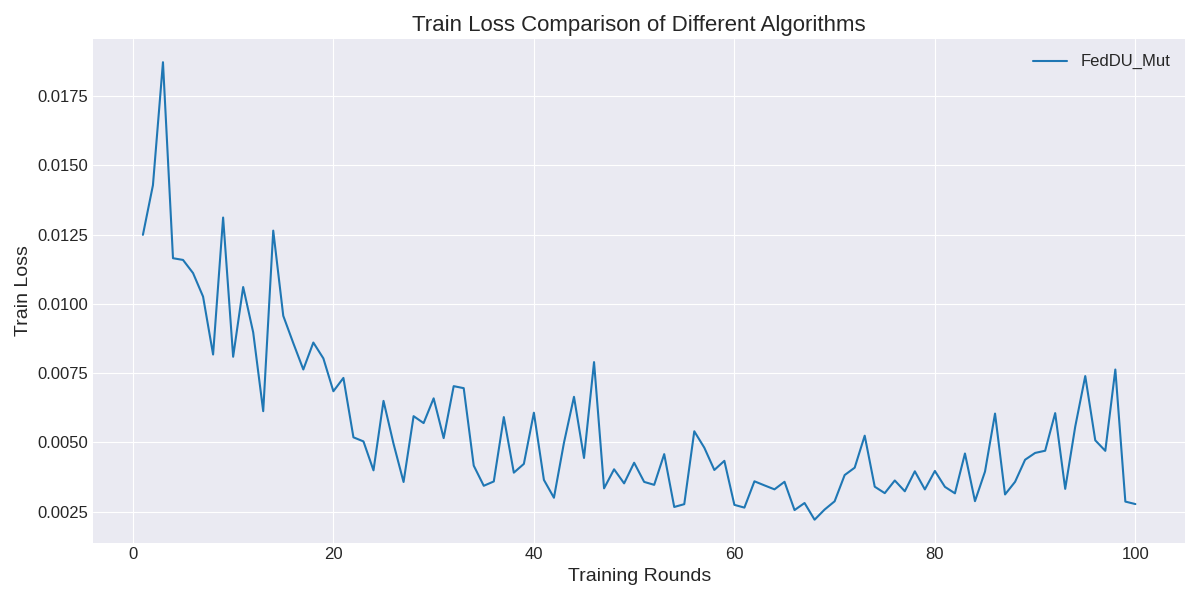 Train Loss Comparison of Different Algorithms
FedDU_Mut
Train Loss
0.0175
0.0150
0.0125
0.0100
0.0075
0.0050
0.0025
0 20 40 60 80 100
Training Rounds